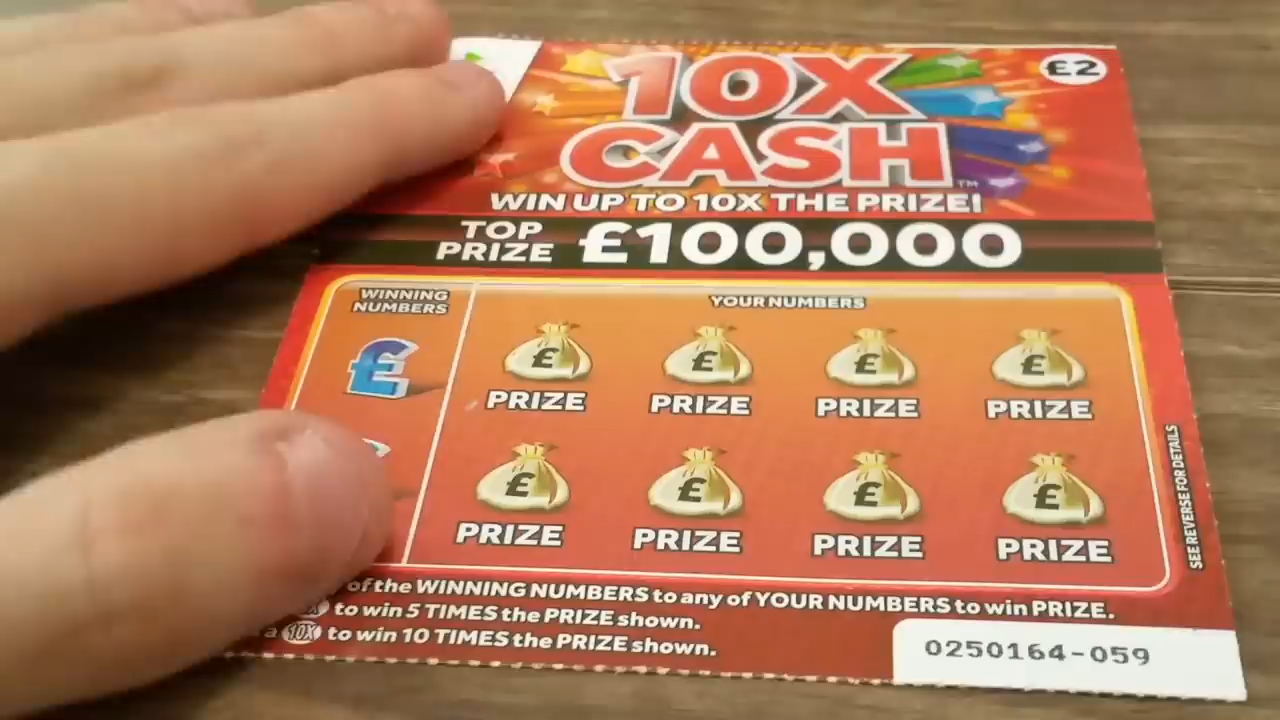 10X
CASH™
£2
WIN UP TO 10X THE PRIZE!
TOP PRIZE £100,000
WINNING NUMBERS
YOUR NUMBERS
£
£ £ £ £
PRIZE PRIZE PRIZE PRIZE
£ £ £ £
PRIZE PRIZE PRIZE PRIZE
SEE REVERSE FOR DETAILS
of the WINNING NUMBERS to any of YOUR NUMBERS to win PRIZE.
to win 5 TIMES the PRIZE shown.
a 10X to win 10 TIMES the PRIZE shown.
0250164-059